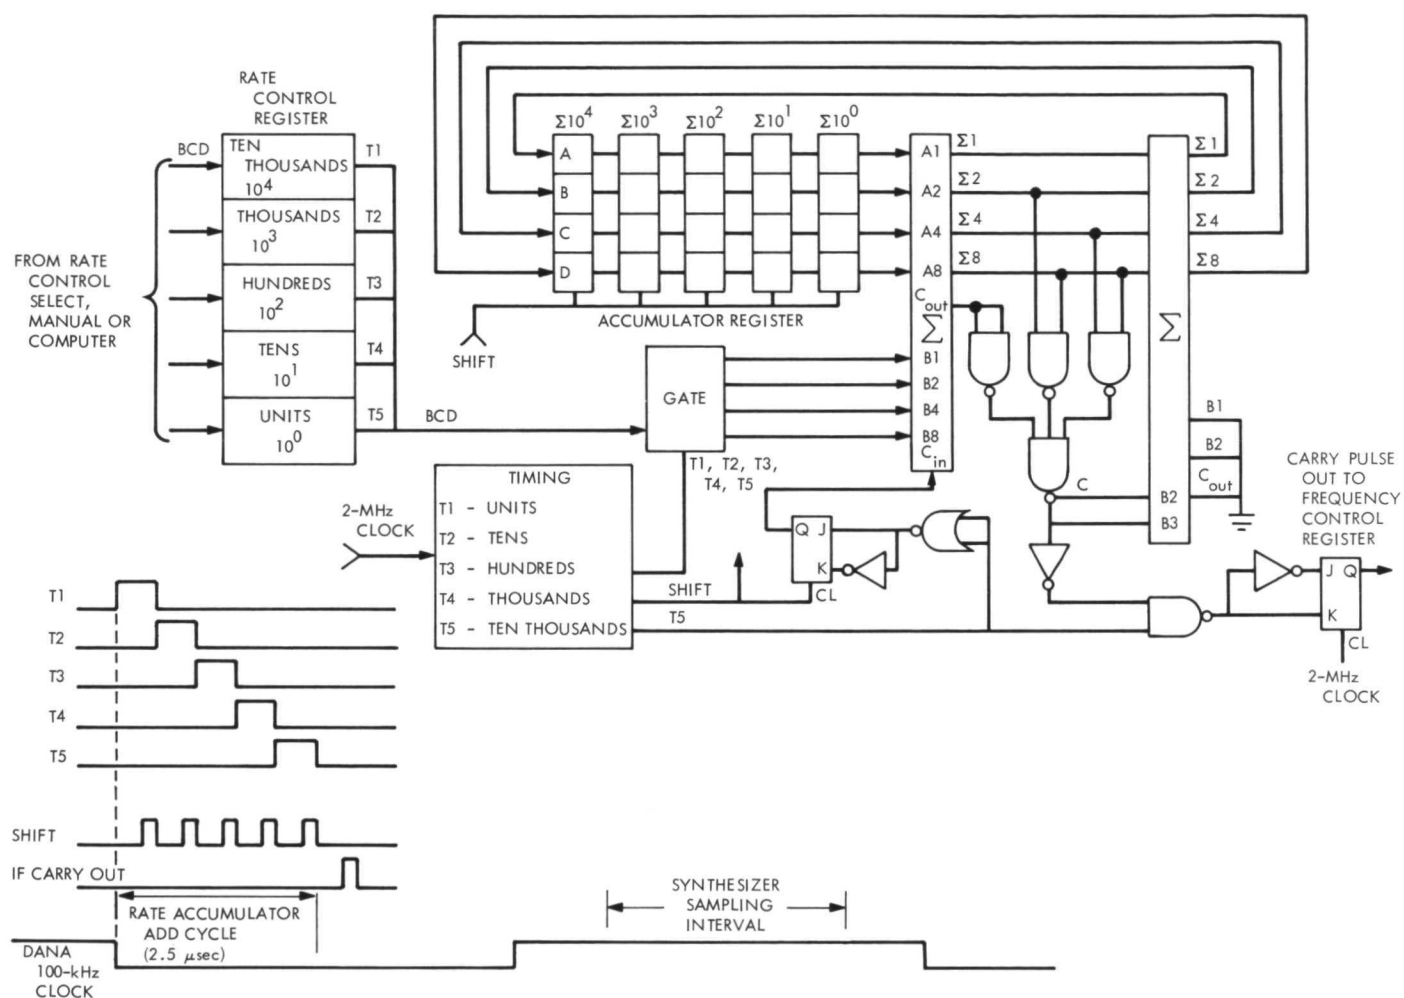 RATE
CONTROL
REGISTER
BCD
TEN
THOUSANDS
10^4
T1
THOUSANDS
10^3
T2
HUNDREDS
10^2
T3
TENS
10^1
T4
UNITS
10^0
T5
FROM RATE
CONTROL
SELECT,
MANUAL OR
COMPUTER
BCD
Σ10^4 Σ10^3 Σ10^2 Σ10^1 Σ10^0
A
B
C
D
ACCUMULATOR REGISTER
SHIFT
GATE
T1, T2, T3,
T4, T5
A1
A2
A4
A8
C_out
Σ
B1
B2
B4
B8
C_in
Σ1
Σ2
Σ4
Σ8
Σ
Σ1
Σ2
Σ4
Σ8
B1
B2
C_out
B2
B3
C
TIMING
T1 - UNITS
T2 - TENS
T3 - HUNDREDS
T4 - THOUSANDS
T5 - TEN THOUSANDS
2-MHz
CLOCK
SHIFT
T5
Q J
K
CL
CARRY PULSE
OUT TO
FREQUENCY
CONTROL
REGISTER
J Q
K
CL
2-MHz
CLOCK
T1
T2
T3
T4
T5
SHIFT
IF CARRY OUT
RATE ACCUMULATOR
ADD CYCLE
(2.5 μsec)
SYNTHESIZER
SAMPLING
INTERVAL
DANA
100-kHz
CLOCK